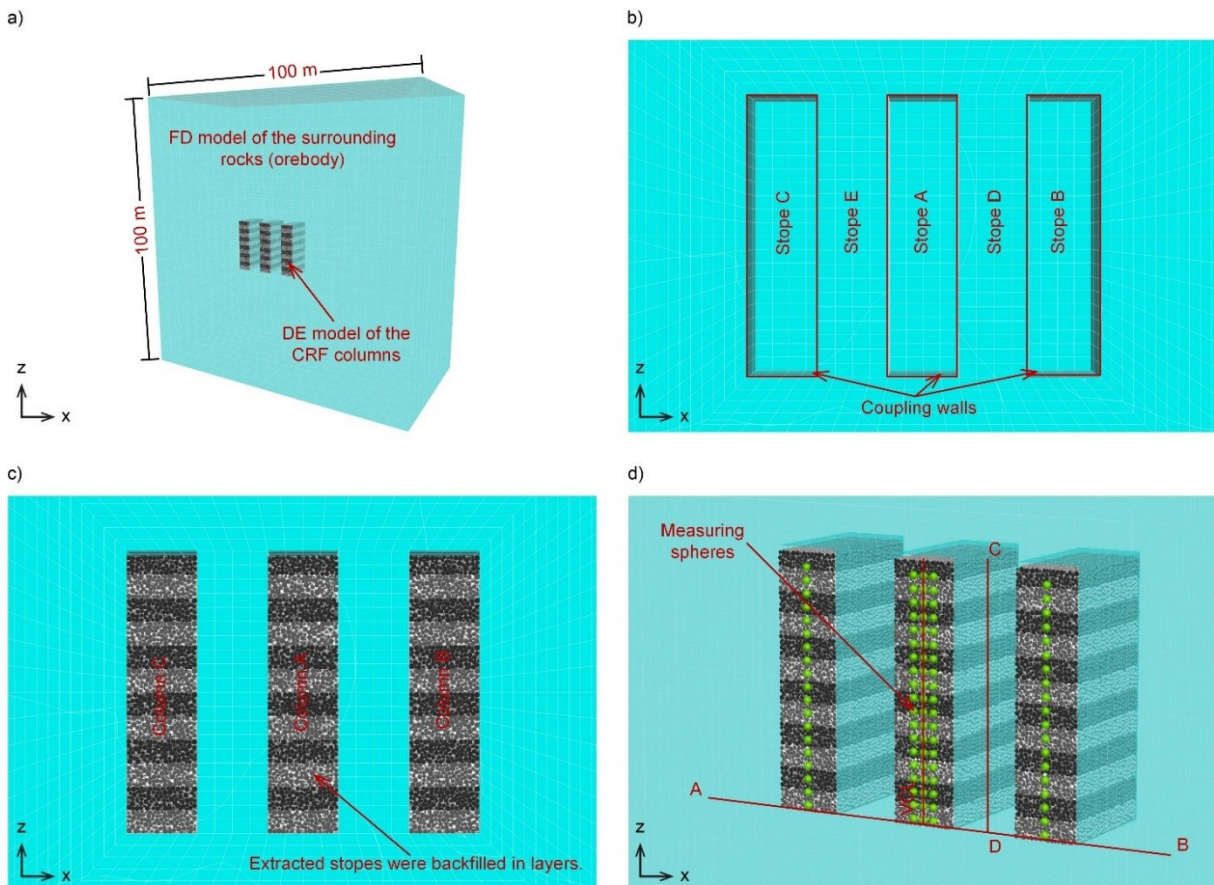 a)
100 m
100 m
FD model of the surrounding
rocks (orebody)
DE model of the
CRF columns
z
x
b)
Stope C
Stope E
Stope A
Stope D
Stope B
Coupling walls
z
x
c)
Column C
Column A
Column B
Extracted stopes were backfilled in layers.
z
x
d)
Measuring
spheres
C
A
D
B
z
x